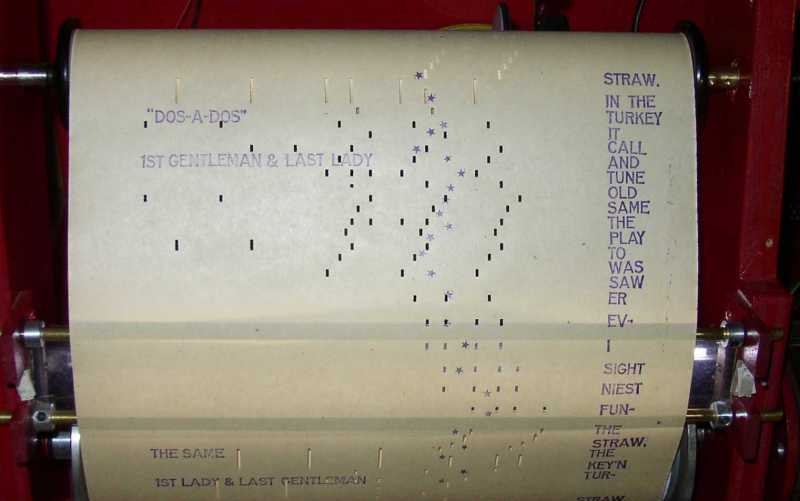 STRAW.
IN THE
"DOS-A-DOS"
TURKEY
IT
CALL
1ST GENTLEMAN & LAST LADY
AND
TUNE
OLD
SAME
THE
PLAY
TO
WAS
SAW
ER
EV-
I
SIGHT
NIEST
FUN-
THE
STRAW.
THE SAME
THE
KEY'N
TUR-
1ST LADY & LAST GENTLEMAN
STRAW